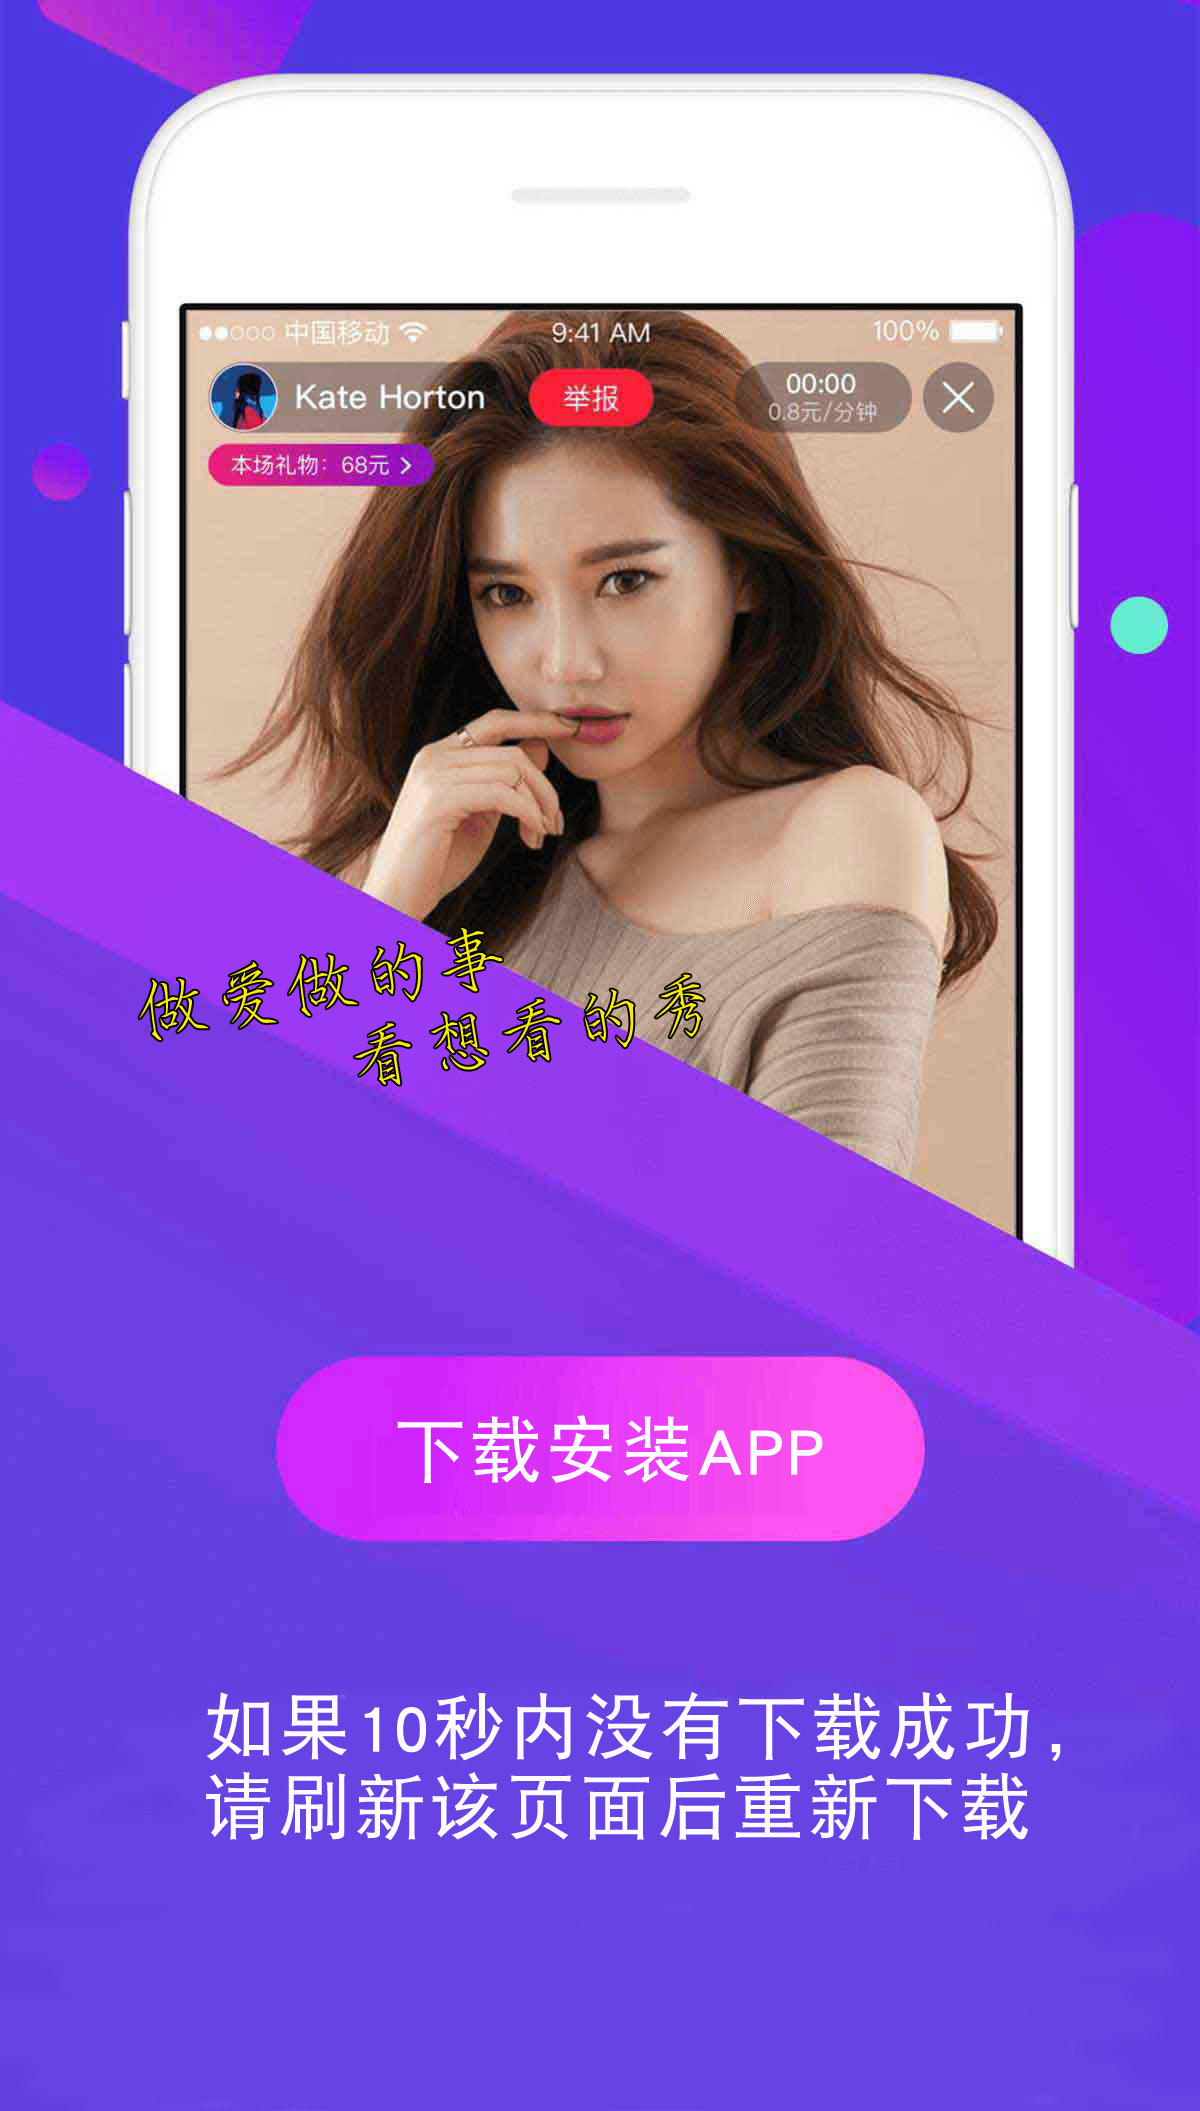 中国移动 9:41 AM 100%
Kate Horton 举报 00:00
0.8元/分钟
本场礼物：68元 >
做爱做的事
看想看的秀
下载安装APP
如果10秒内没有下载成功，
请刷新该页面后重新下载